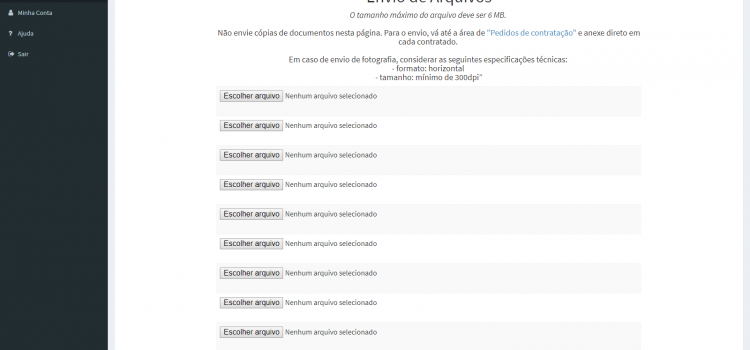 Minha Conta
Ajuda
Sair
Envio de Arquivos
O tamanho máximo do arquivo deve ser 6 MB.
Não envie cópias de documentos nesta página. Para o envio, vá até a área de "Pedidos de contratação" e anexe direto em
cada contratado.
Em caso de envio de fotografia, considerar as seguintes especificações técnicas:
- formato: horizontal
- tamanho: mínimo de 300dpi"
Escolher arquivo Nenhum arquivo selecionado
Escolher arquivo Nenhum arquivo selecionado
Escolher arquivo Nenhum arquivo selecionado
Escolher arquivo Nenhum arquivo selecionado
Escolher arquivo Nenhum arquivo selecionado
Escolher arquivo Nenhum arquivo selecionado
Escolher arquivo Nenhum arquivo selecionado
Escolher arquivo Nenhum arquivo selecionado
Escolher arquivo Nenhum arquivo selecionado